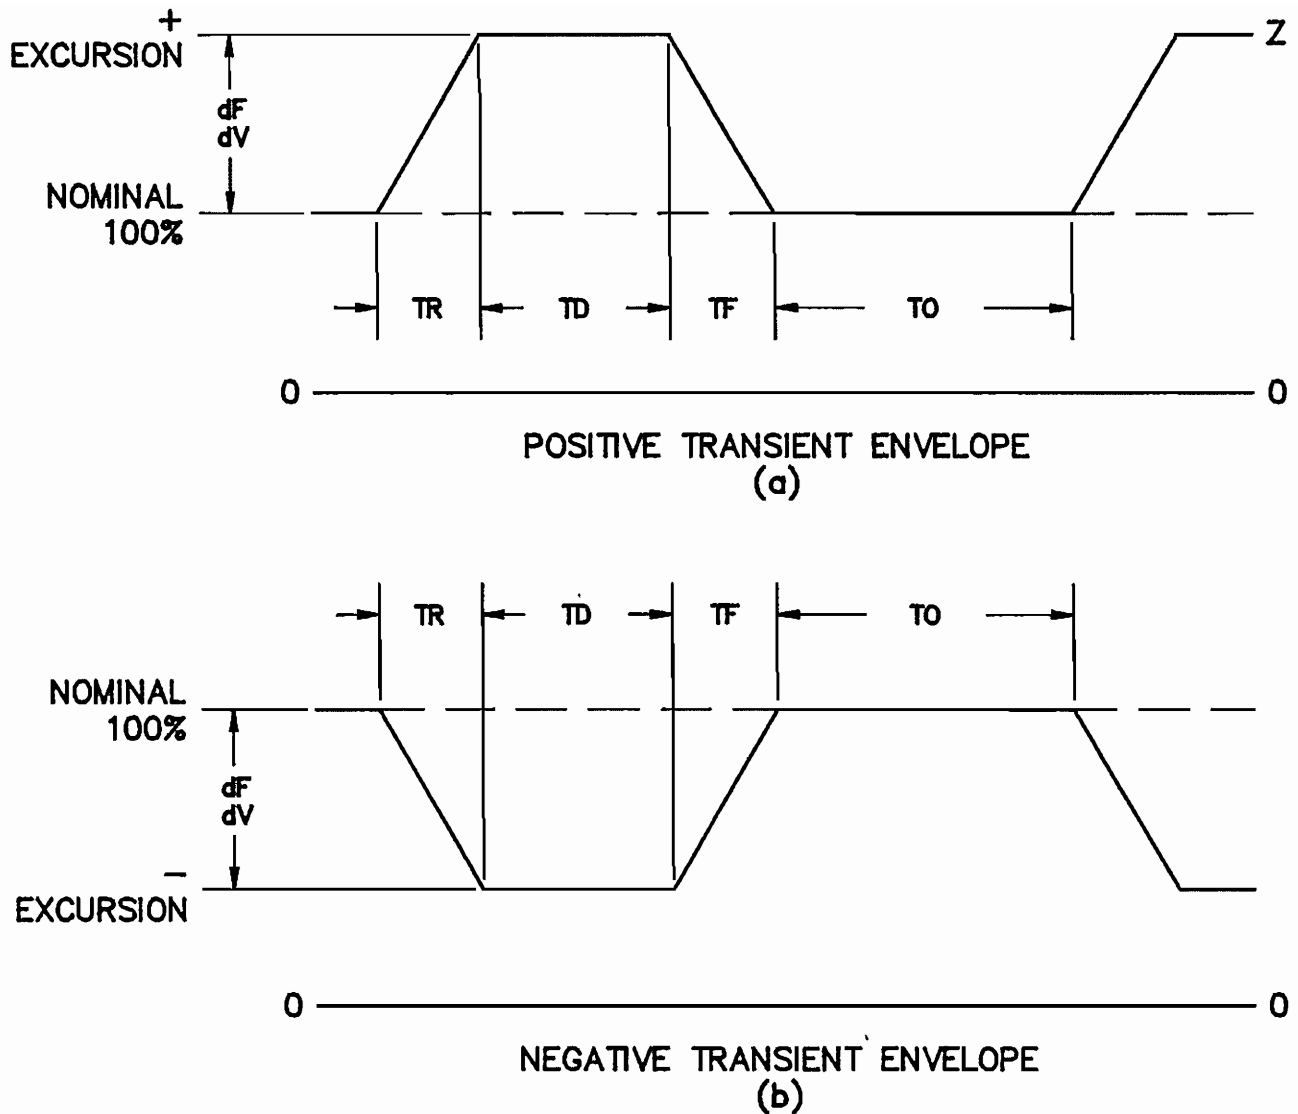 +
EXCURSION
Z
dF
dV
NOMINAL
100%
TR TD TF TO
0 0
POSITIVE TRANSIENT ENVELOPE
(a)
TR TD TF TO
NOMINAL
100%
dF
dV
−
EXCURSION
0 0
NEGATIVE TRANSIENT ENVELOPE
(b)